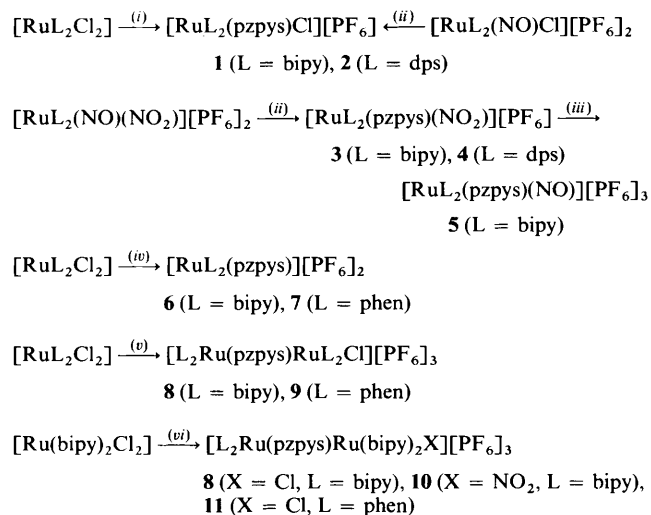 [RuL₂Cl₂] —(i)→ [RuL₂(pzpys)Cl][PF₆] ←(ii)— [RuL₂(NO)Cl][PF₆]₂
1 (L = bipy), 2 (L = dps)
[RuL₂(NO)(NO₂)][PF₆]₂ —(ii)→ [RuL₂(pzpys)(NO₂)][PF₆] —(iii)→
3 (L = bipy), 4 (L = dps)
[RuL₂(pzpys)(NO)][PF₆]₃
5 (L = bipy)
[RuL₂Cl₂] —(iv)→ [RuL₂(pzpys)][PF₆]₂
6 (L = bipy), 7 (L = phen)
[RuL₂Cl₂] —(v)→ [L₂Ru(pzpys)RuL₂Cl][PF₆]₃
8 (L = bipy), 9 (L = phen)
[Ru(bipy)₂Cl₂] —(vi)→ [L₂Ru(pzpys)Ru(bipy)₂X][PF₆]₃
8 (X = Cl, L = bipy), 10 (X = NO₂, L = bipy),
11 (X = Cl, L = phen)